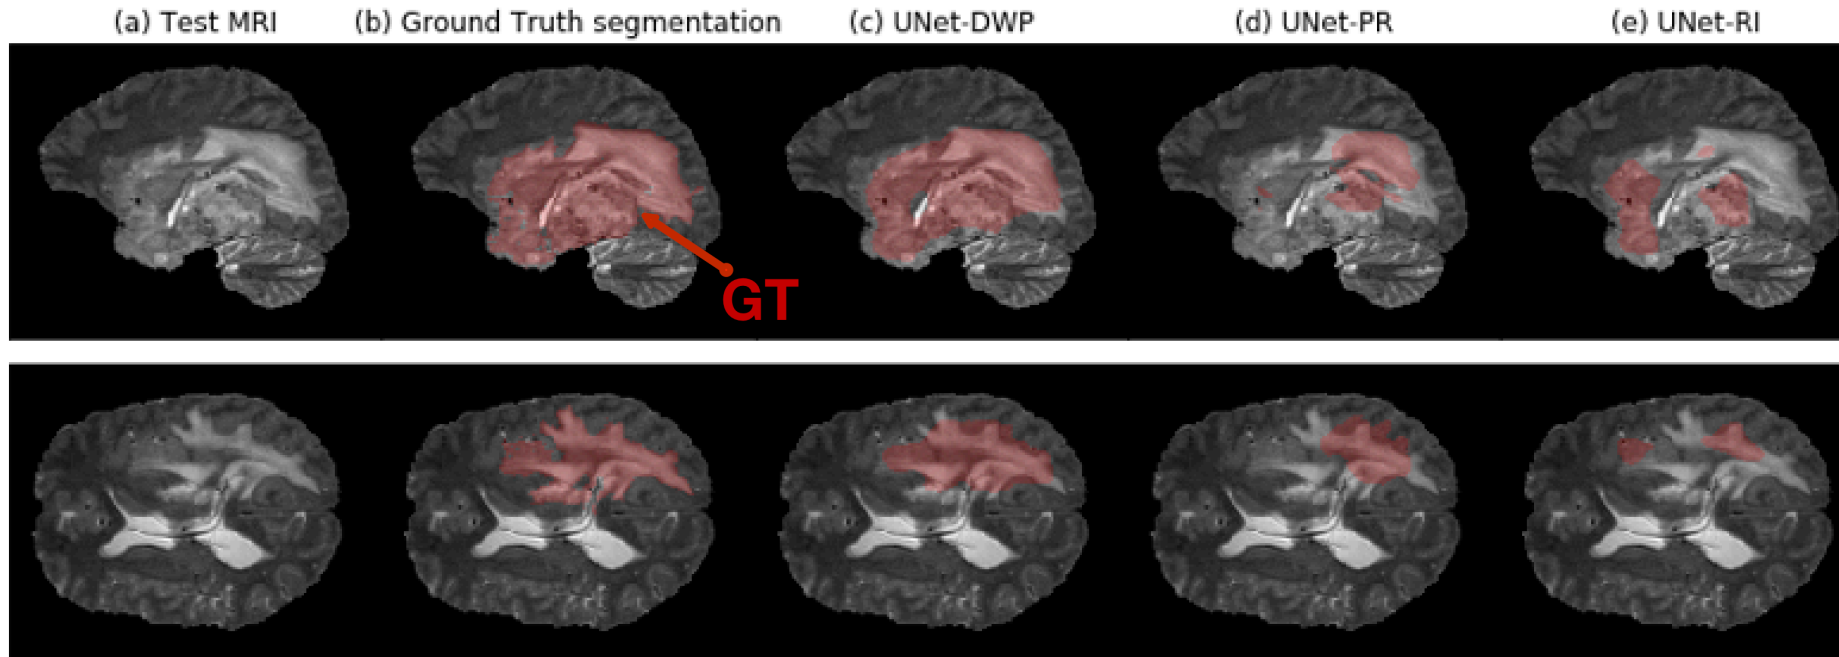 (a) Test MRI
(b) Ground Truth segmentation
(c) UNet-DWP
(d) UNet-PR
(e) UNet-RI
GT